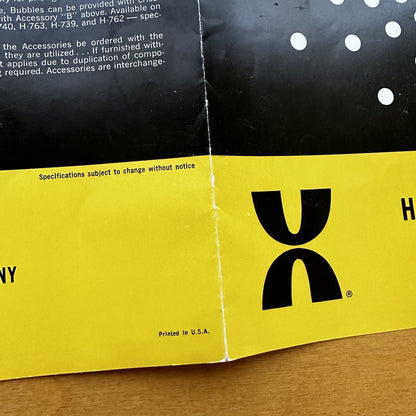 e, Bubbles can be provided with
ith Accessory "B" above. Available on
740, H-763, H-739, and H-762 — spec-
the Accessories be ordered with the
they are utilized . . . If furnished with-
t applies due to duplication of compo-
g required. Accessories are interchange-
Specifications subject to change without notice
H
NY
®
Printed in U.S.A.